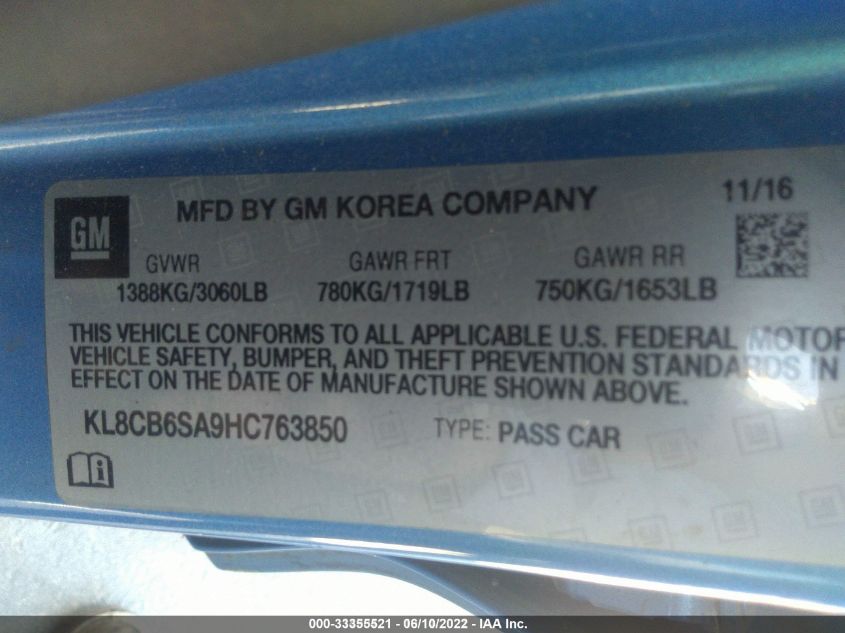 GM
MFD BY GM KOREA COMPANY
11/16
GVWR GAWR FRT GAWR RR
1388KG/3060LB 780KG/1719LB 750KG/1653LB
THIS VEHICLE CONFORMS TO ALL APPLICABLE U.S. FEDERAL MOTOR
VEHICLE SAFETY, BUMPER, AND THEFT PREVENTION STANDARDS IN
EFFECT ON THE DATE OF MANUFACTURE SHOWN ABOVE.
KL8CB6SA9HC763850 TYPE: PASS CAR
000-33355521 - 06/10/2022 - IAA Inc.